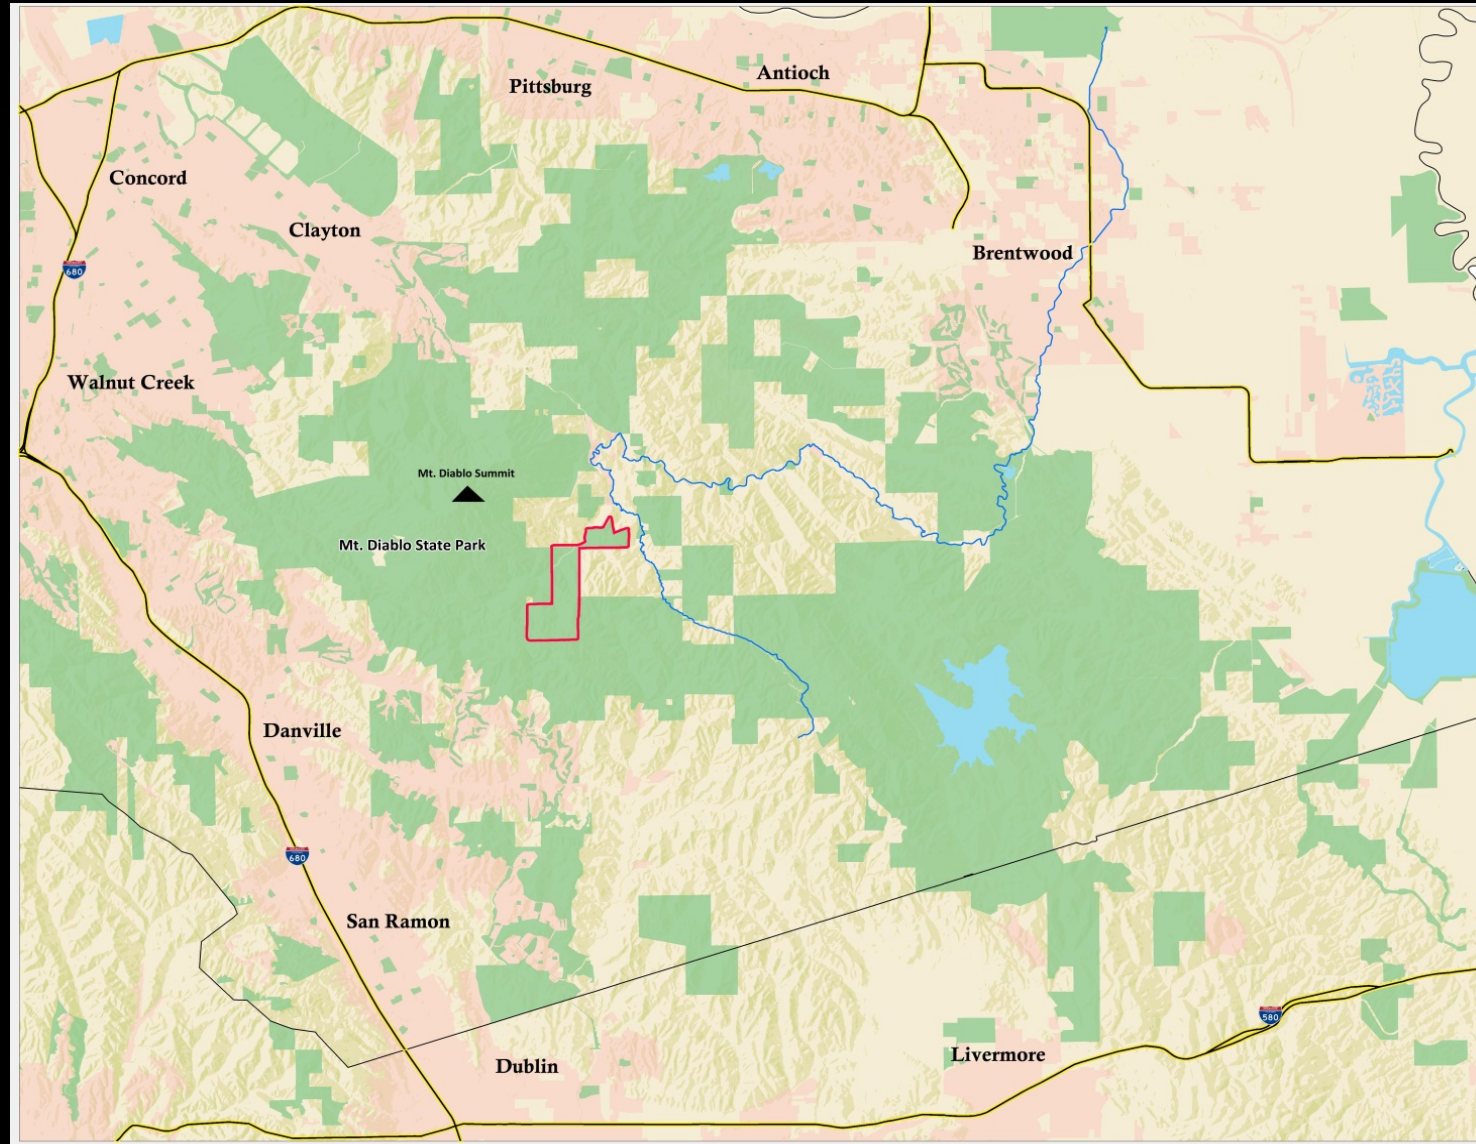 Antioch
Pittsburg
Concord
Clayton
Brentwood
680
Walnut Creek
Mt. Diablo Summit
Mt. Diablo State Park
Danville
680
San Ramon
580
Livermore
Dublin